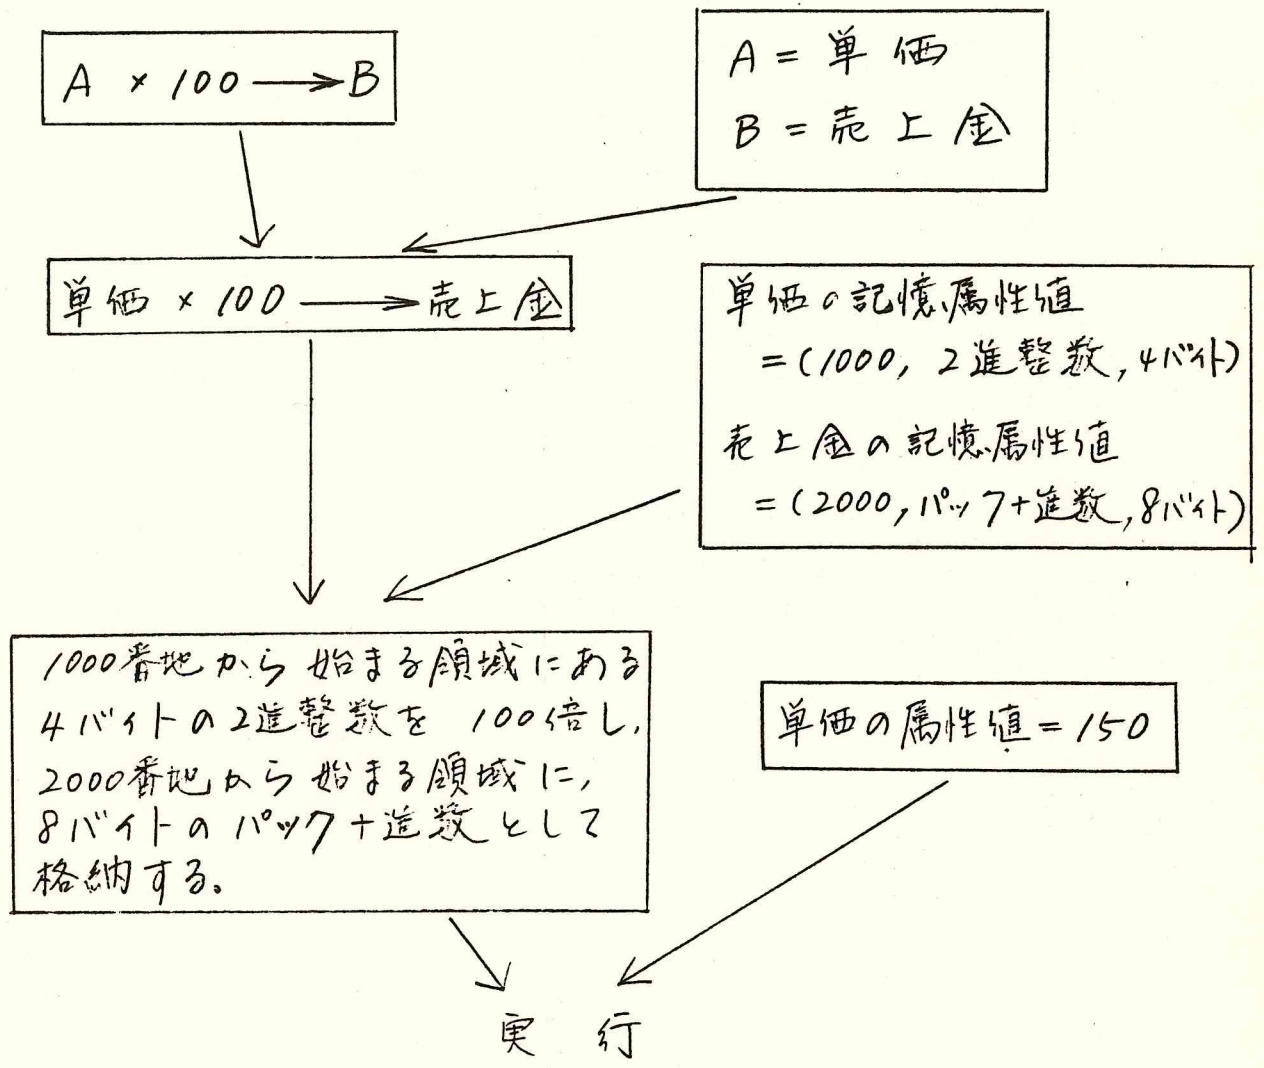 A × 100 → B
A = 単価
B = 売上金
単価 × 100 → 売上金
単価の記憶属性値
=(1000, 2進整数, 4バイト)
売上金の記憶属性値
=(2000, パック十進数, 8バイト)
1000番地から始まる領域にある
4バイトの2進整数を 100倍し,
2000番地から始まる領域に,
8バイトのパック十進数として
格納する。
単価の属性値=150
実行